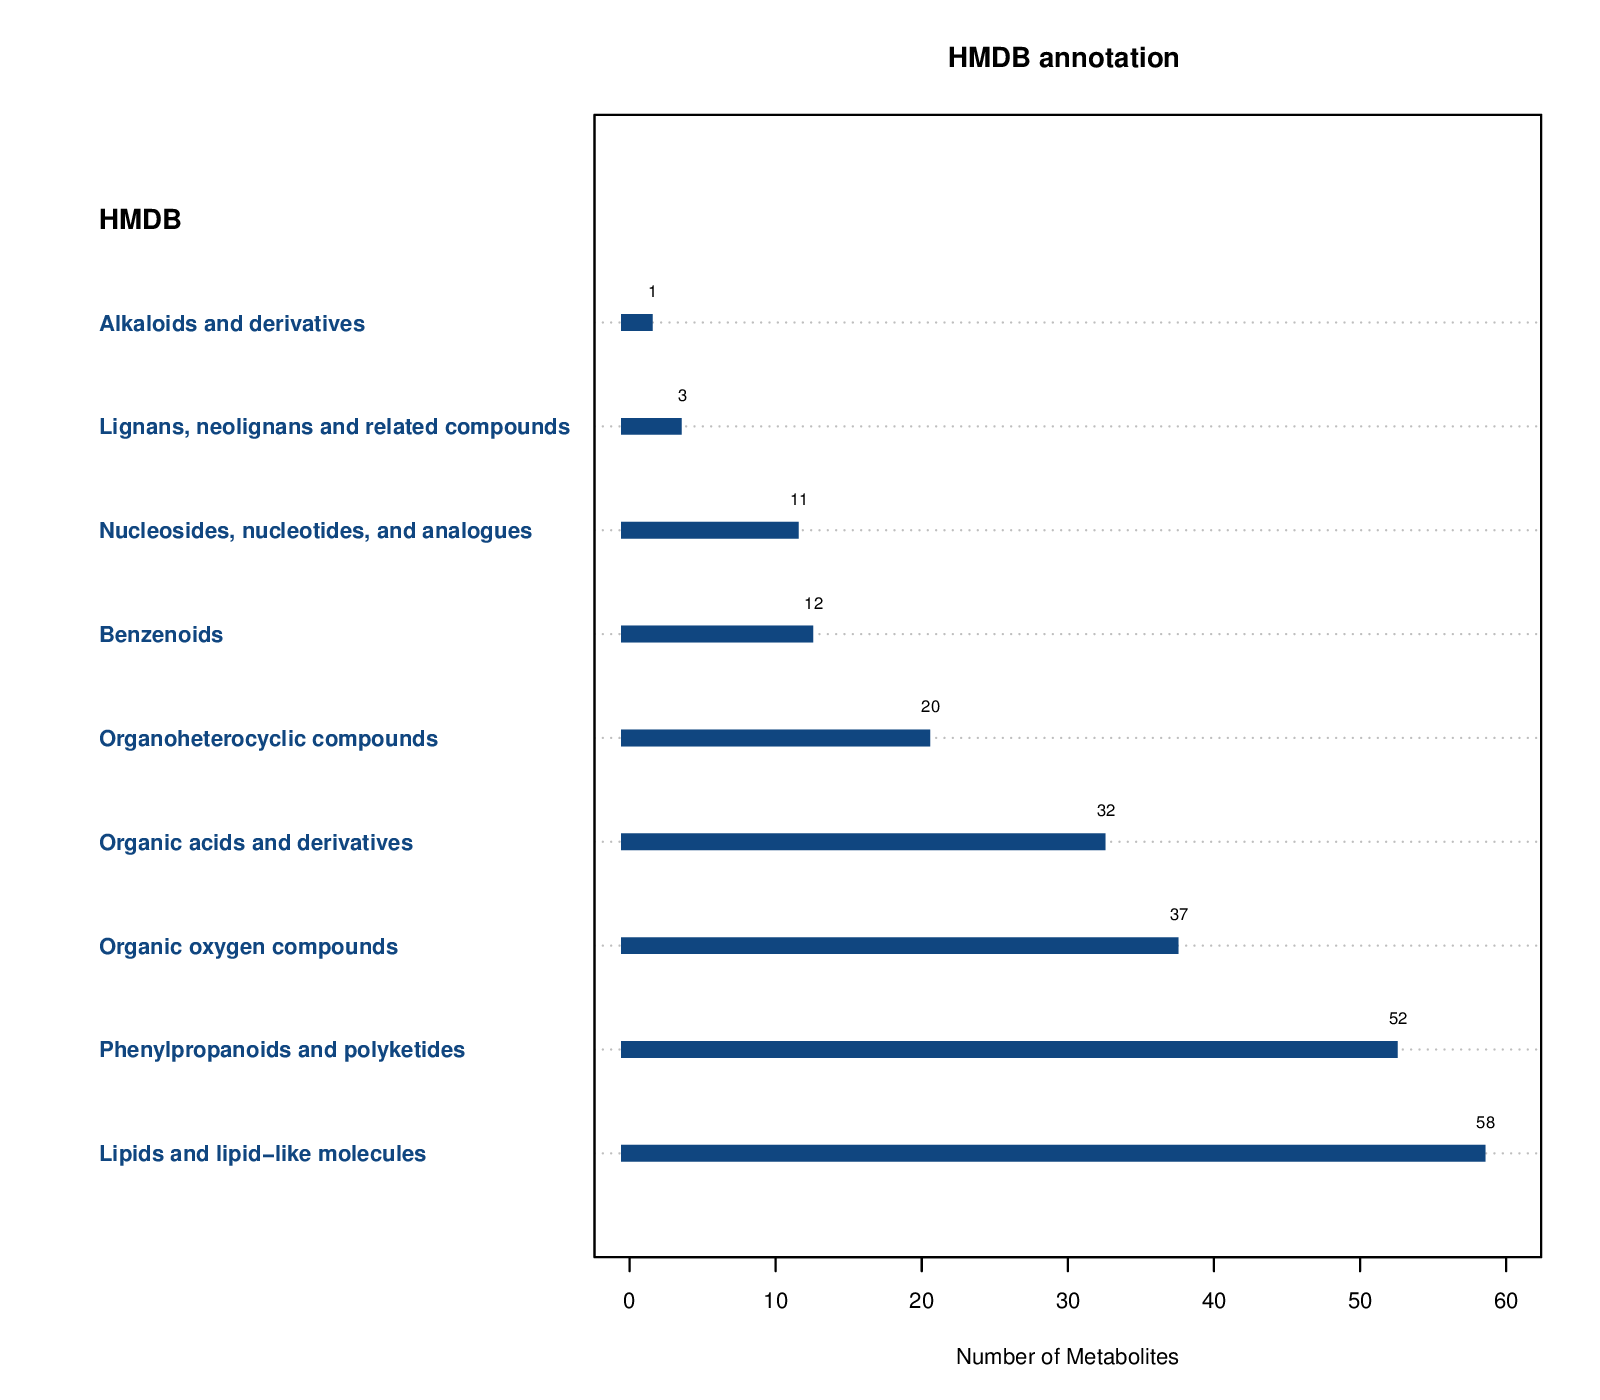 HMDB annotation
HMDB
1
Alkaloids and derivatives
3
Lignans, neolignans and related compounds
11
Nucleosides, nucleotides, and analogues
12
Benzenoids
20
Organoheterocyclic compounds
32
Organic acids and derivatives
37
Organic oxygen compounds
52
Phenylpropanoids and polyketides
58
Lipids and lipid−like molecules
0 10 20 30 40 50 60
Number of Metabolites